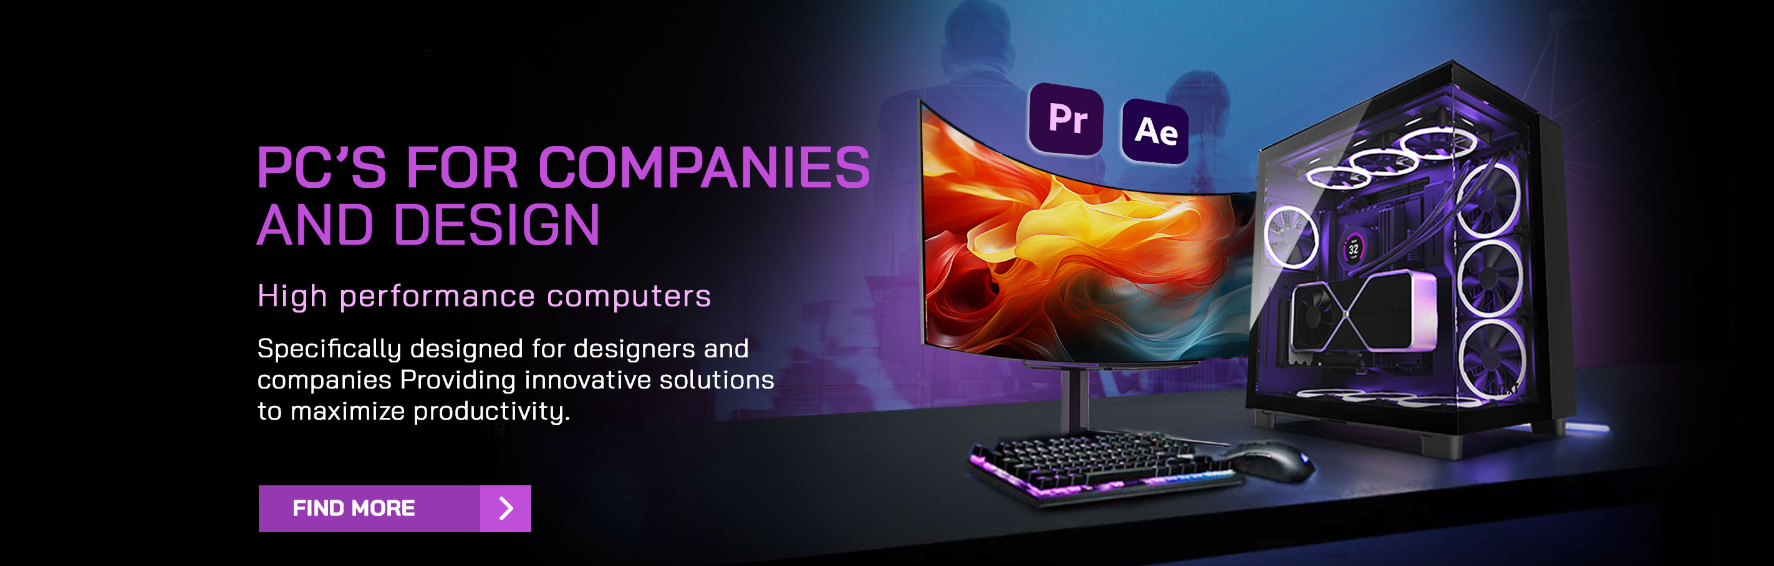 PC’S FOR COMPANIES
AND DESIGN
High performance computers
Specifically designed for designers and
companies Providing innovative solutions
to maximize productivity.
FIND MORE
Pr
Ae
32